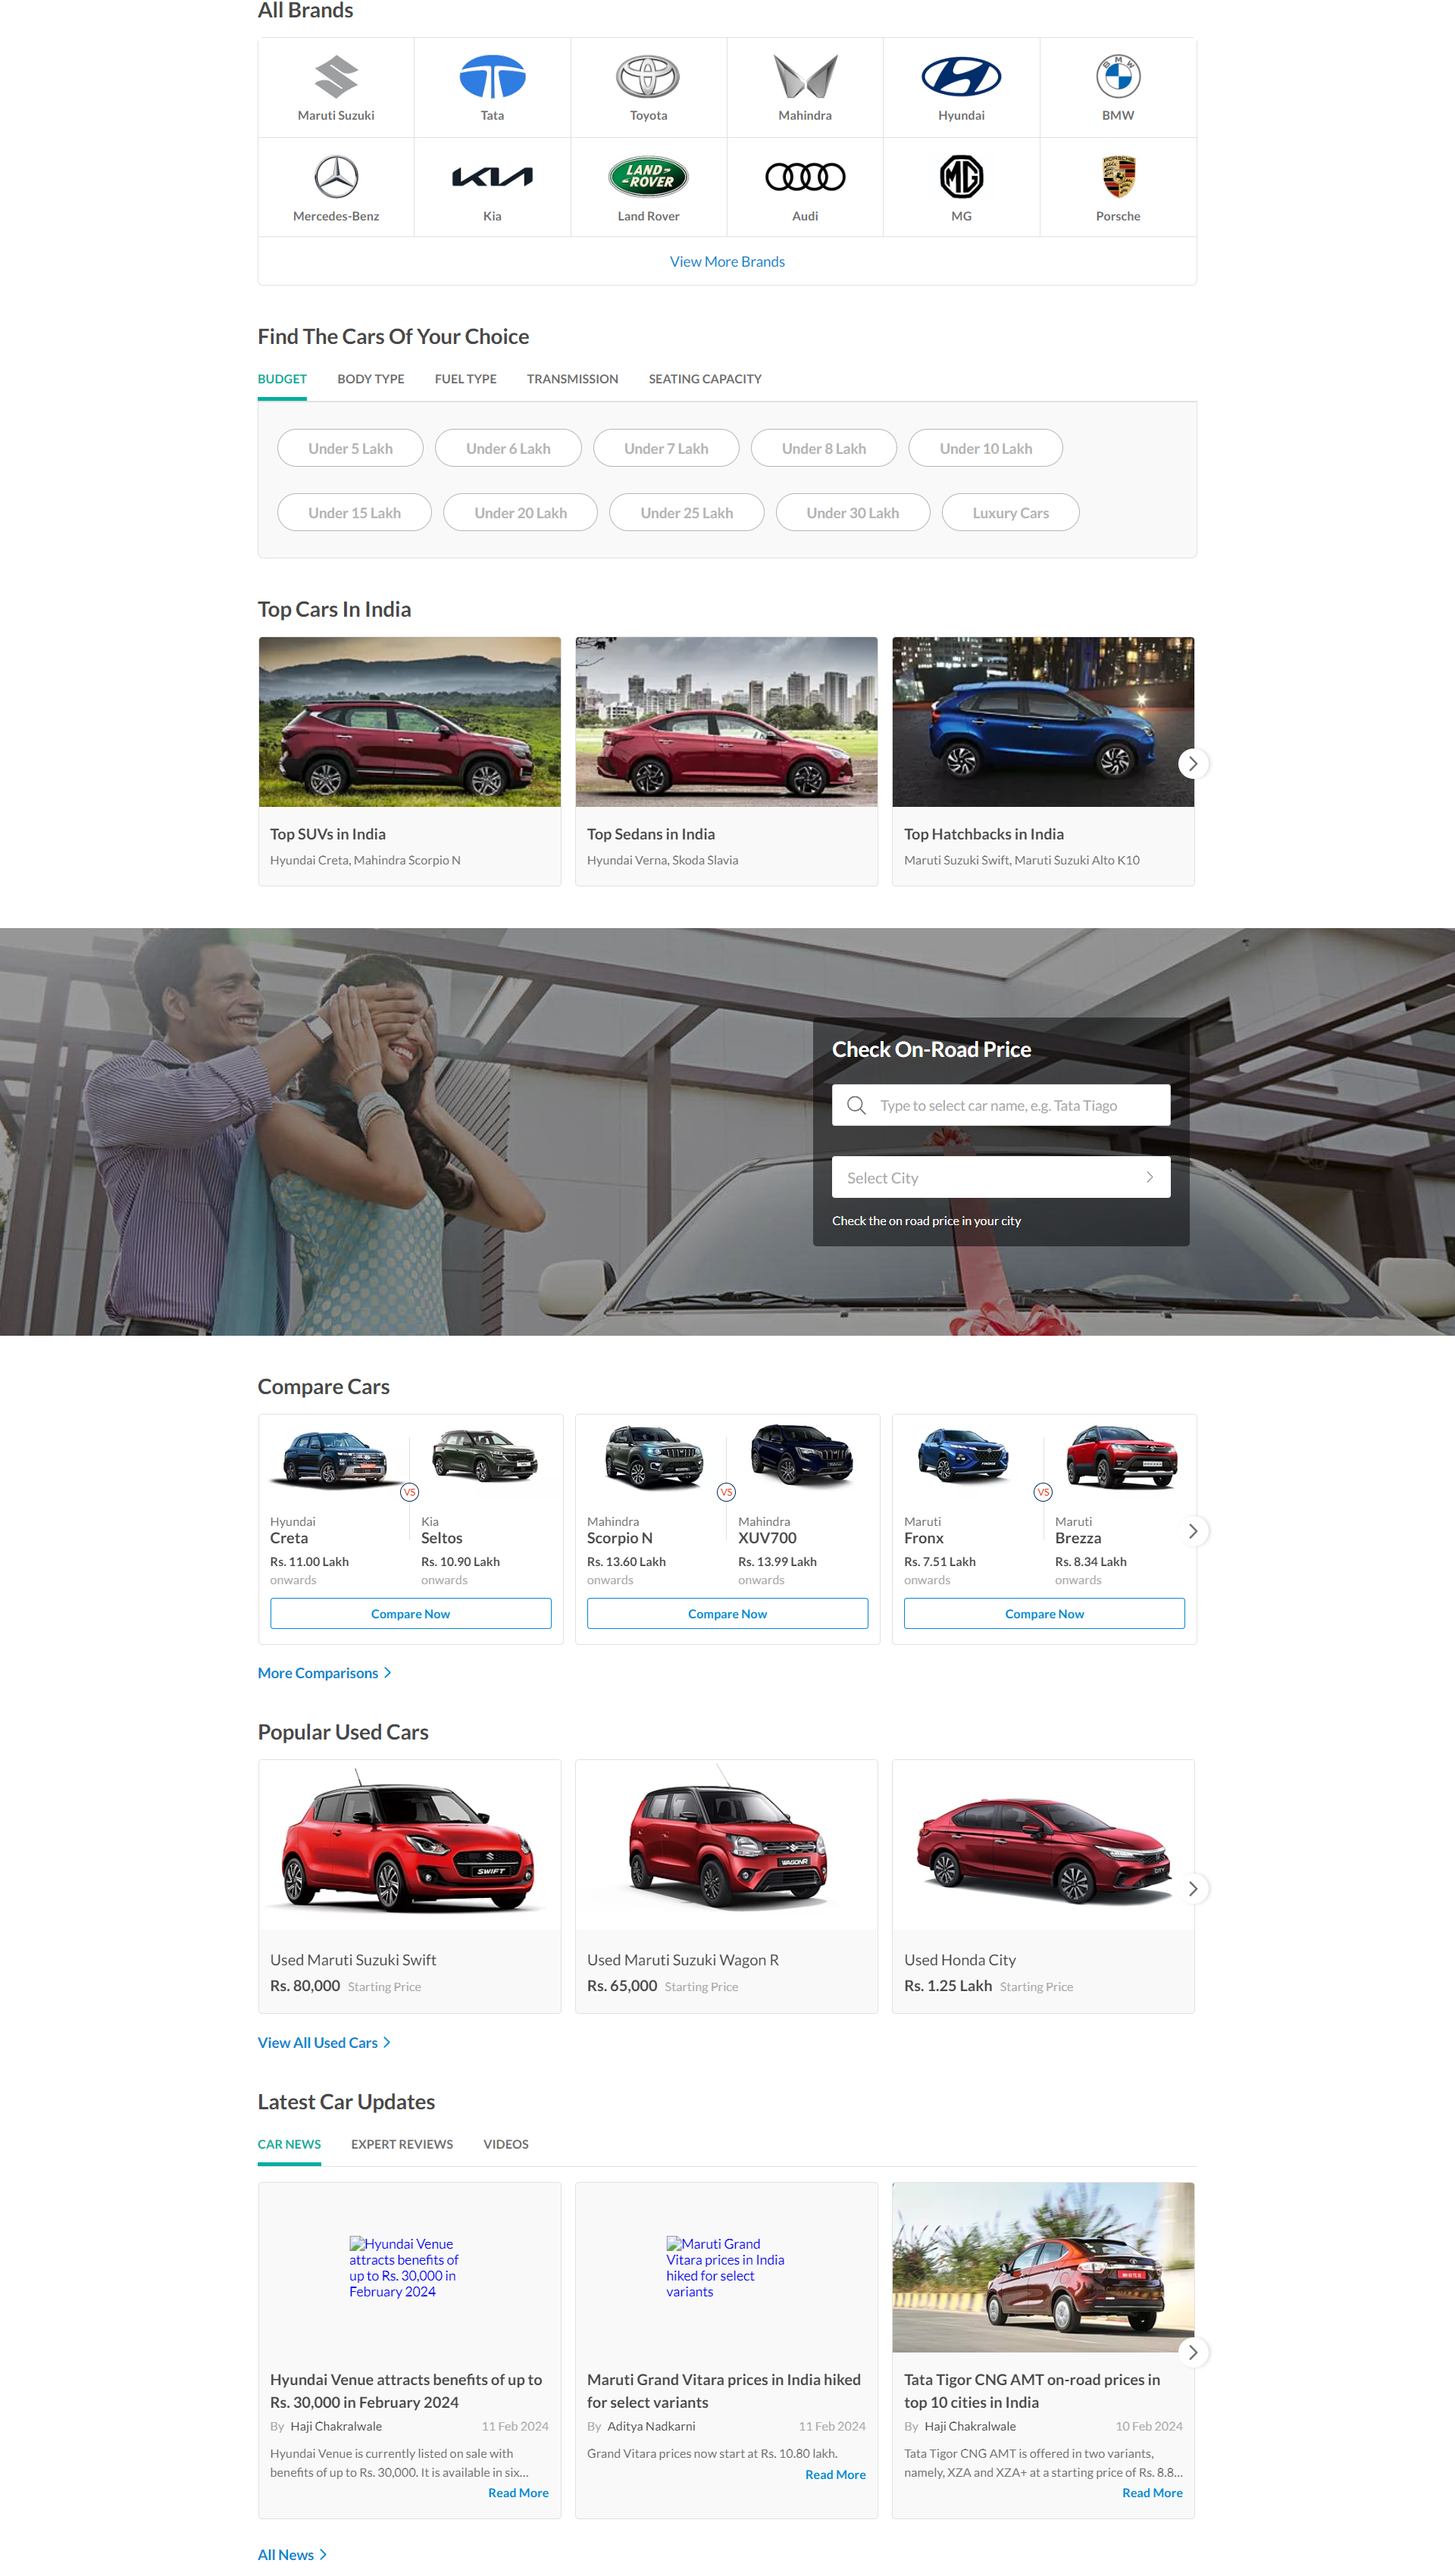 All Brands
Maruti Suzuki
Tata
Toyota
Mahindra
Hyundai
BMW
BMW
LAND-
-ROVER
MG
PORSCHE
Mercedes-Benz
Kia
Land Rover
Audi
MG
Porsche
View More Brands
Find The Cars Of Your Choice
BUDGET
BODY TYPE
FUEL TYPE
TRANSMISSION
SEATING CAPACITY
Under 5 Lakh
Under 6 Lakh
Under 7 Lakh
Under 8 Lakh
Under 10 Lakh
Under 15 Lakh
Under 20 Lakh
Under 25 Lakh
Under 30 Lakh
Luxury Cars
Top Cars In India
Top SUVs in India
Hyundai Creta, Mahindra Scorpio N
Top Sedans in India
Hyundai Verna, Skoda Slavia
Top Hatchbacks in India
Maruti Suzuki Swift, Maruti Suzuki Alto K10
Check On-Road Price
Type to select car name, e.g. Tata Tiago
Select City
Check the on road price in your city
Compare Cars
VS
Hyundai
Creta
Rs. 11.00 Lakh
onwards
Kia
Seltos
Rs. 10.90 Lakh
onwards
Compare Now
VS
Mahindra
Scorpio N
Rs. 13.60 Lakh
onwards
Mahindra
XUV700
Rs. 13.99 Lakh
onwards
Compare Now
VS
Maruti
Fronx
Rs. 7.51 Lakh
onwards
Maruti
Brezza
Rs. 8.34 Lakh
onwards
Compare Now
More Comparisons
Popular Used Cars
SWIFT
Used Maruti Suzuki Swift
Rs. 80,000 Starting Price
WAGONR
Used Maruti Suzuki Wagon R
Rs. 65,000 Starting Price
CITY
Used Honda City
Rs. 1.25 Lakh Starting Price
View All Used Cars
Latest Car Updates
CAR NEWS
EXPERT REVIEWS
VIDEOS
Hyundai Venue
attracts benefits of
up to Rs. 30,000 in
February 2024
Hyundai Venue attracts benefits of up to
Rs. 30,000 in February 2024
By Haji Chakralwale
11 Feb 2024
Hyundai Venue is currently listed on sale with
benefits of up to Rs. 30,000. It is available in six...
Read More
Maruti Grand
Vitara prices in India
hiked for select
variants
Maruti Grand Vitara prices in India hiked
for select variants
By Aditya Nadkarni
11 Feb 2024
Grand Vitara prices now start at Rs. 10.80 lakh.
Read More
Tata Tigor CNG AMT on-road prices in
top 10 cities in India
By Haji Chakralwale
10 Feb 2024
Tata Tigor CNG AMT is offered in two variants,
namely, XZA and XZA+ at a starting price of Rs. 8.8...
Read More
All News